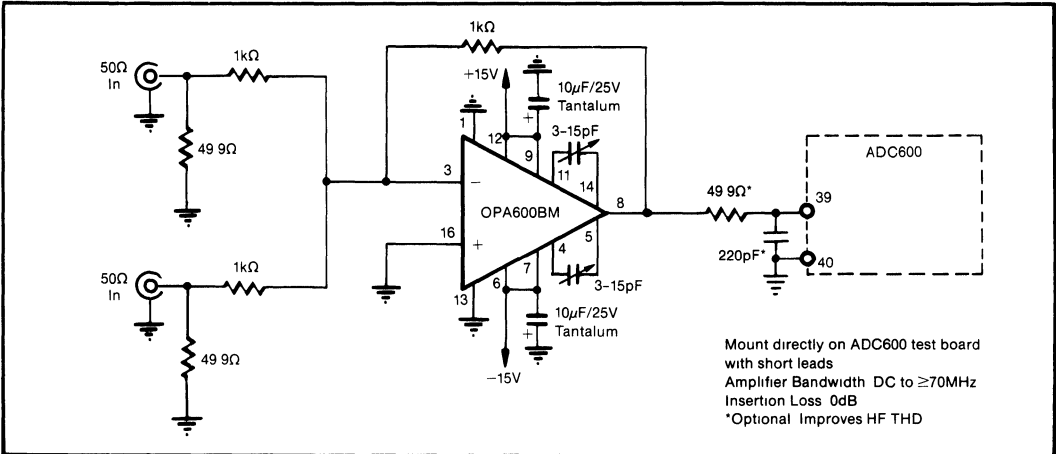 1kΩ
1kΩ
50Ω
In
+15V
10μF/25V
Tantalum
+
1
12
3-15pF
49 9Ω
9
11
ADC600
3
−
14
OPA600BM
8
49 9Ω*
39
16
+
5
4
220pF*
40
50Ω
In
1kΩ
7
6
3-15pF
13
10μF/25V
Tantalum
+
49 9Ω
−15V
Mount directly on ADC600 test board
with short leads
Amplifier Bandwidth DC to ≥70MHz
Insertion Loss 0dB
*Optional Improves HF THD